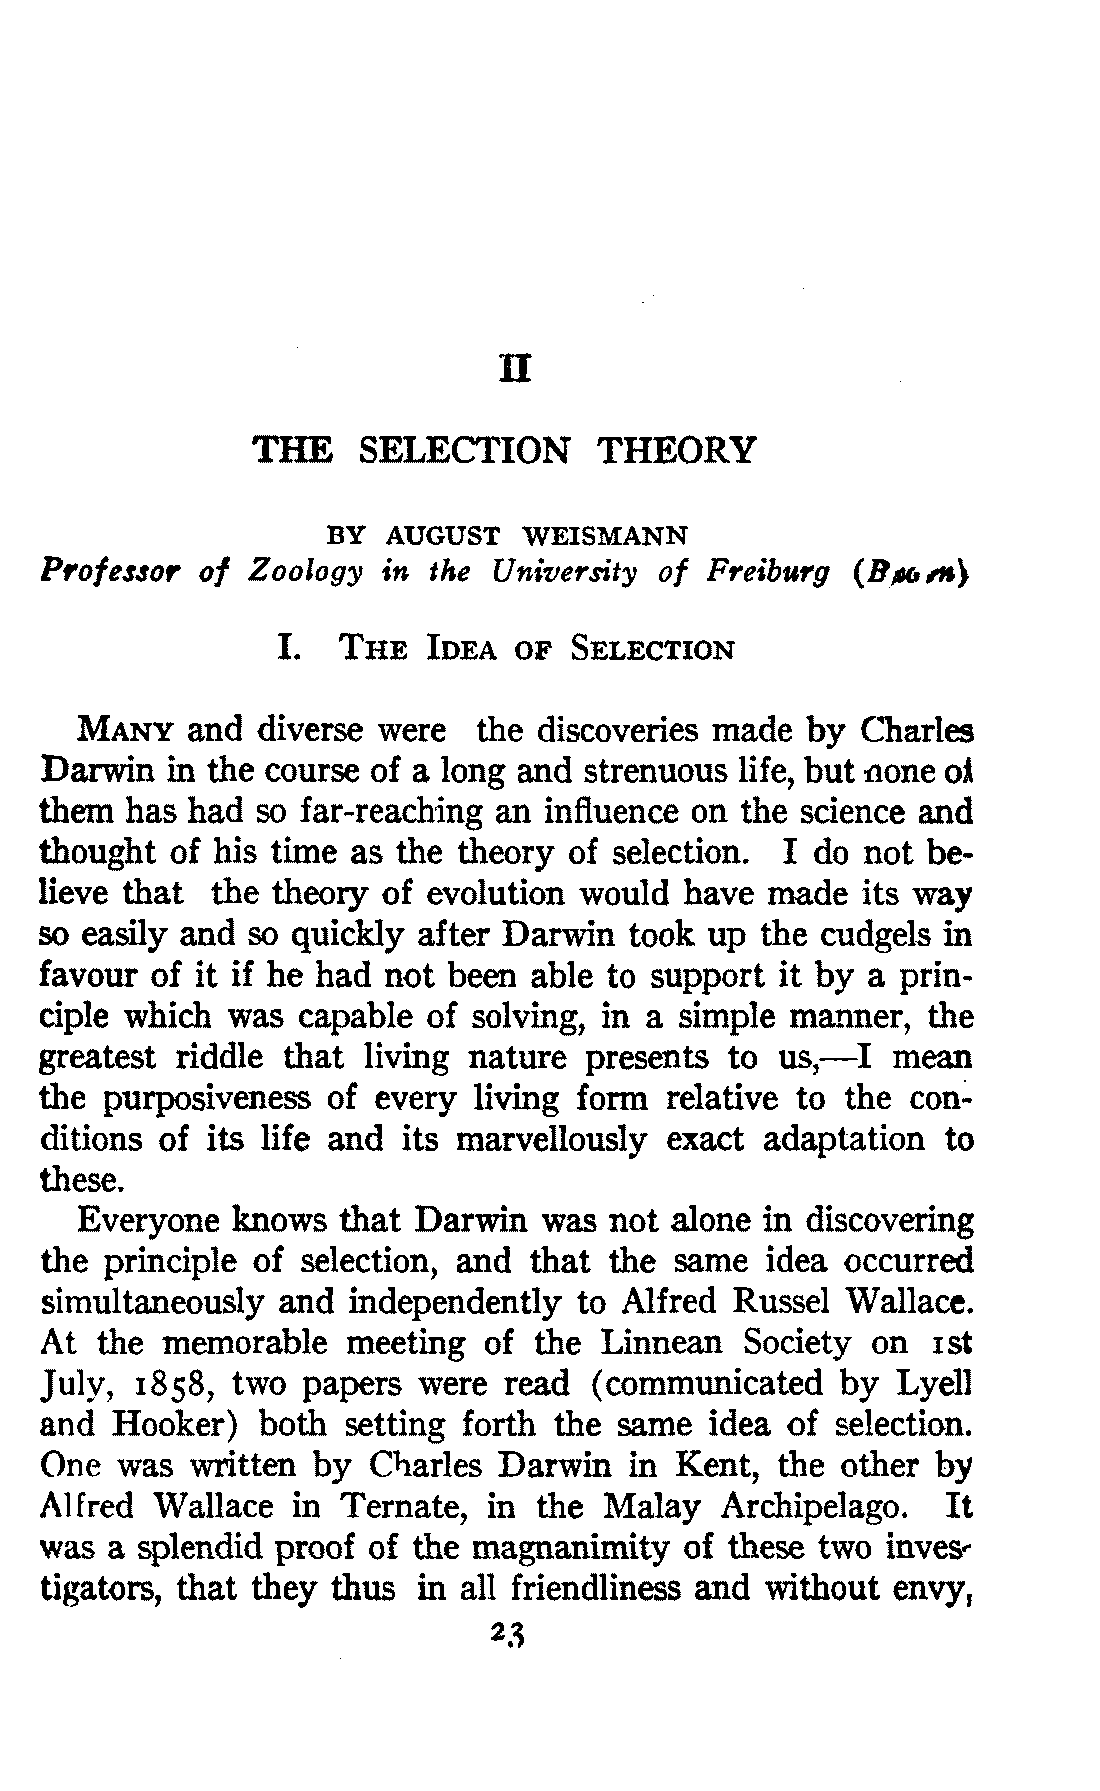 II
THE SELECTION THEORY
BY AUGUST WEISMANN
Professor of Zoology in the University of Freiburg
I. THE IDEA OF SELECTION
MANY and diverse were the discoveries made by Charles
Darwin in the course of a long and strenuous life, but none of
them has had so far-reaching an influence on the science and
thought of his time as the theory of selection. I do not be-
lieve that the theory of evolution would have made its way
so easily and so quickly after Darwin took up the cudgels in
favour of it if he had not been able to support it by a prin-
ciple which was capable of solving, in a simple manner, the
greatest riddle that living nature presents to us,—I mean
the purposiveness of every living form relative to the con-
ditions of its life and its marvellously exact adaptation to
these.
Everyone knows that Darwin was not alone in discovering
the principle of selection, and that the same idea occurred
simultaneously and independently to Alfred Russel Wallace.
At the memorable meeting of the Linnean Society on 1st
July, 1858, two papers were read (communicated by Lyell
and Hooker) both setting forth the same idea of selection.
One was written by Charles Darwin in Kent, the other by
Alfred Wallace in Ternate, in the Malay Archipelago. It
was a splendid proof of the magnanimity of these two inves-
tigators, that they thus in all friendliness and without envy,
23